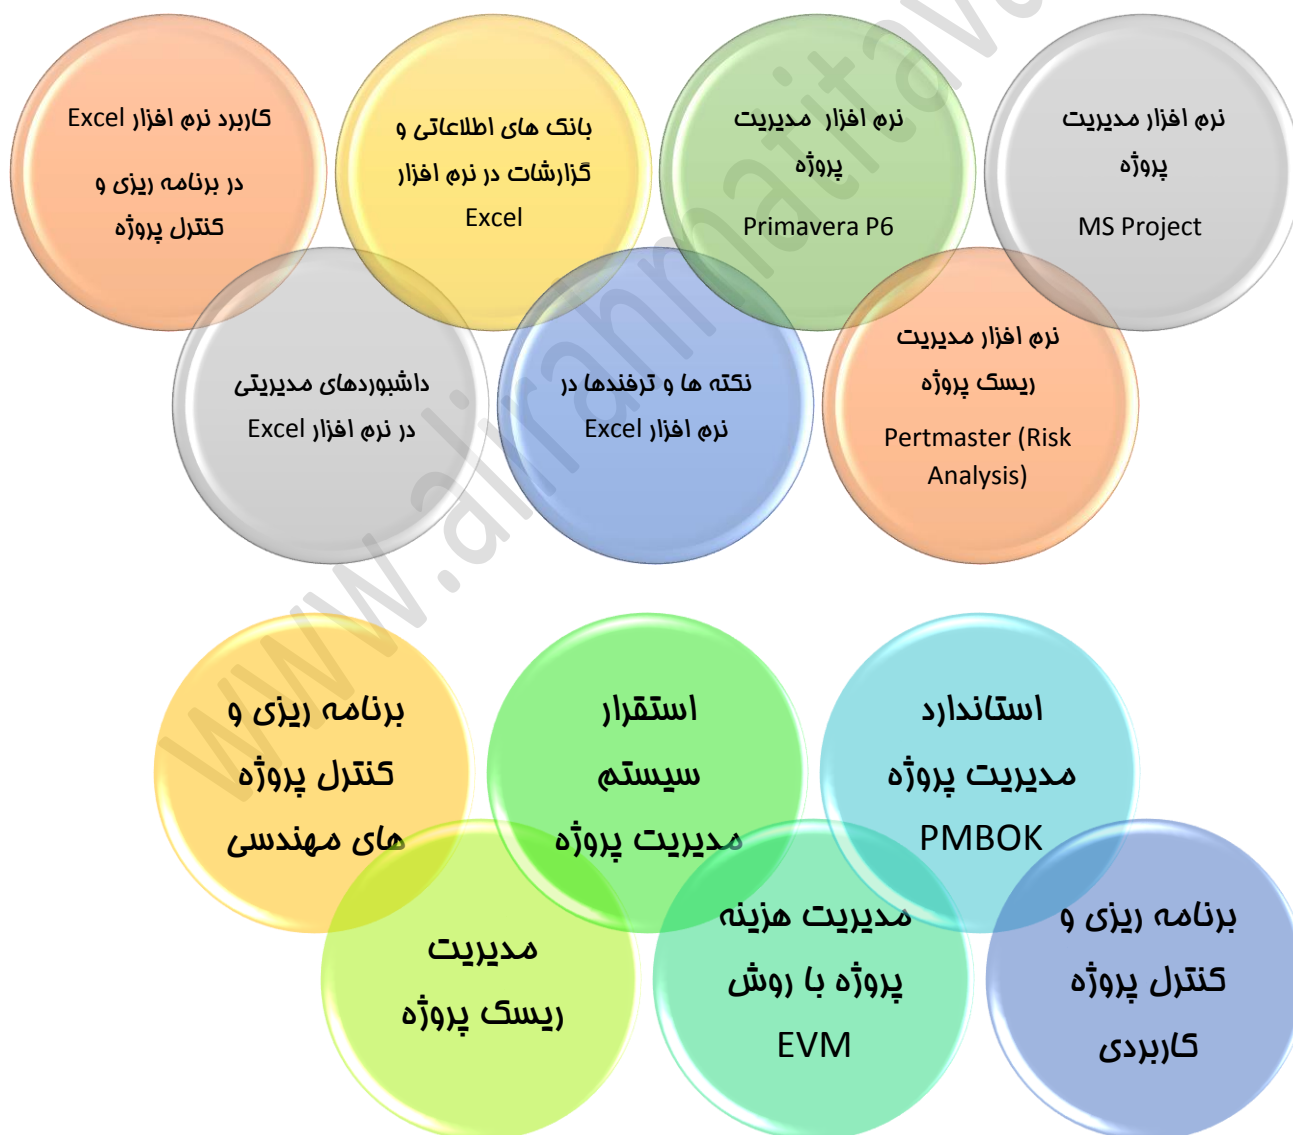 نرم افزار مدیریت
پروژه
MS Project
نرم افزار مدیریت
پروژه
Primavera P6
بانک های اطلاعاتی و
گزارشات در نرم افزار
Excel
کاربرد نرم افزار Excel
در برنامه ریزی و
کنترل پروژه
نرم افزار مدیریت
ریسک پروژه
Pertmaster (Risk
Analysis)
نکته ها و ترفندها در
نرم افزار Excel
داشبوردهای مدیریتی
در نرم افزار Excel
استاندارد
مدیریت پروژه
PMBOK
استقرار
سیستم
مدیریت پروژه
برنامه ریزی و
کنترل پروژه
های مهندسی
برنامه ریزی و
کنترل پروژه
کاربردی
مدیریت هزینه
پروژه با روش
EVM
مدیریت
ریسک پروژه
www.alirahmatitava